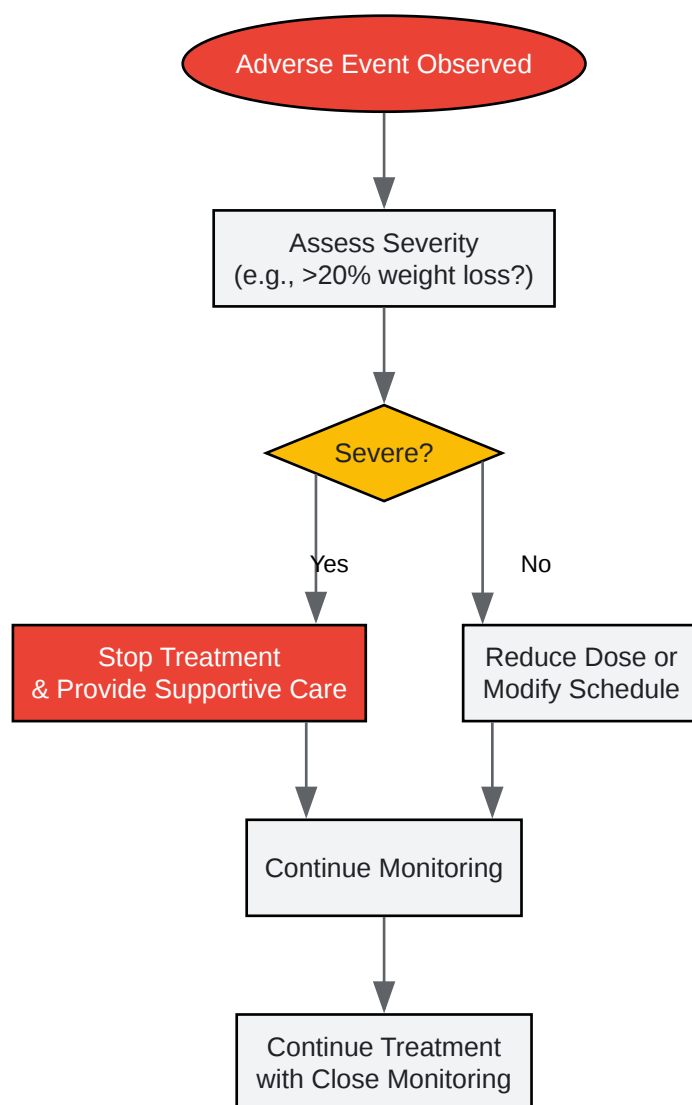 Adverse Event Observed
Assess Severity
(e.g., >20% weight loss?)
Severe?
Yes
No
Stop Treatment
& Provide Supportive Care
Reduce Dose or
Modify Schedule
Continue Monitoring
Continue Treatment
with Close Monitoring